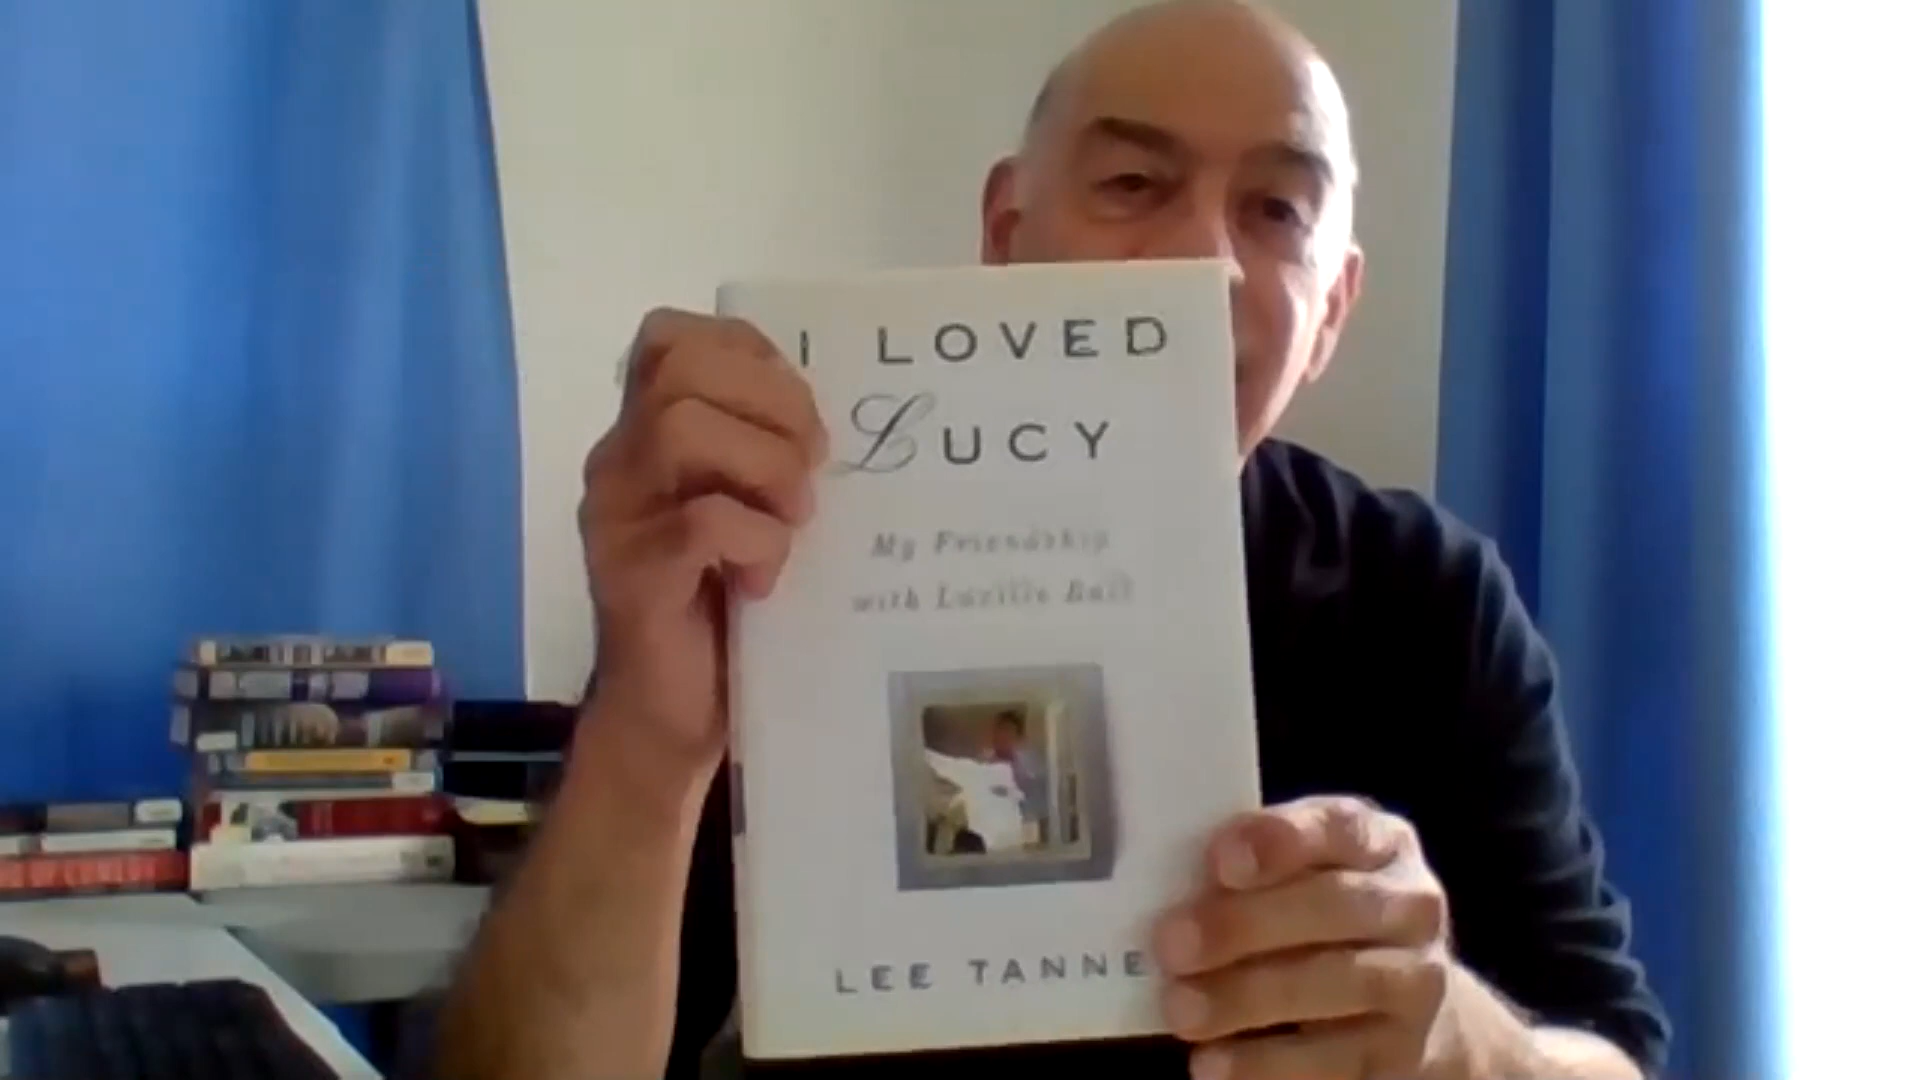 I LOVED
LUCY
My Friendship
with Lucille Ball
LEE TANNE